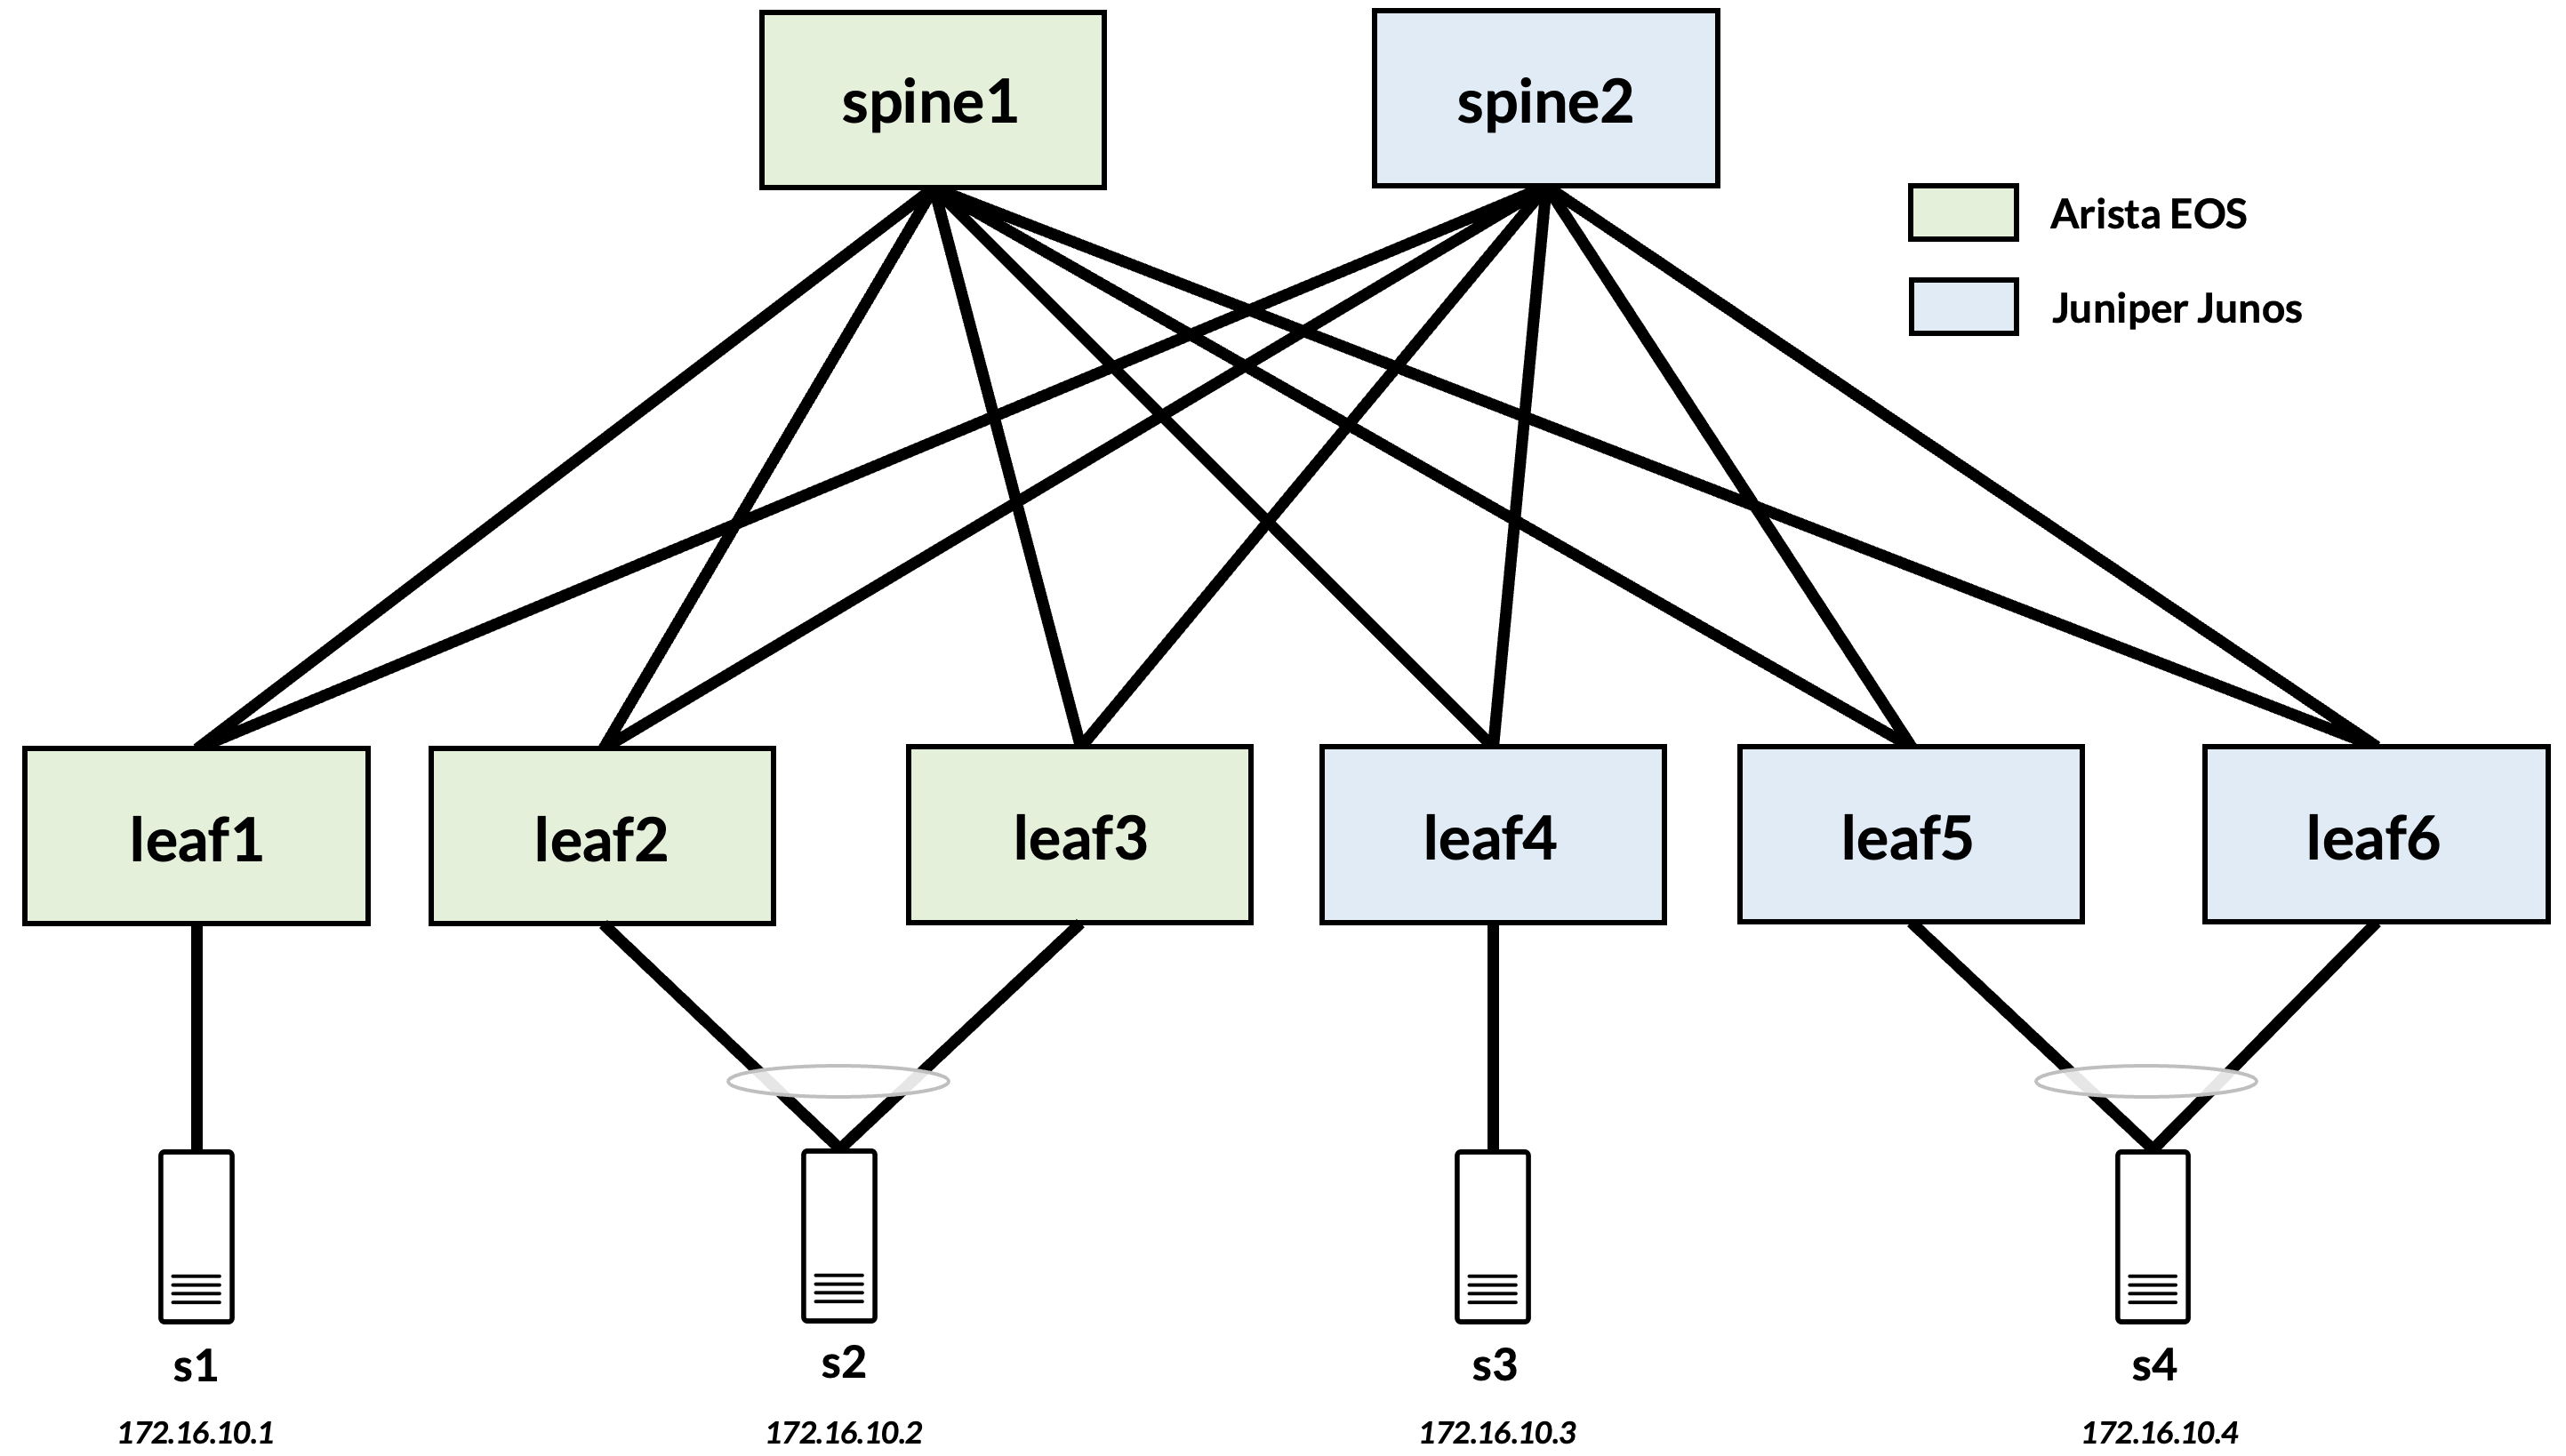 spine1
spine2
Arista EOS
Juniper Junos
leaf1
leaf2
leaf3
leaf4
leaf5
leaf6
s1
s2
s3
s4
172.16.10.1
172.16.10.2
172.16.10.3
172.16.10.4